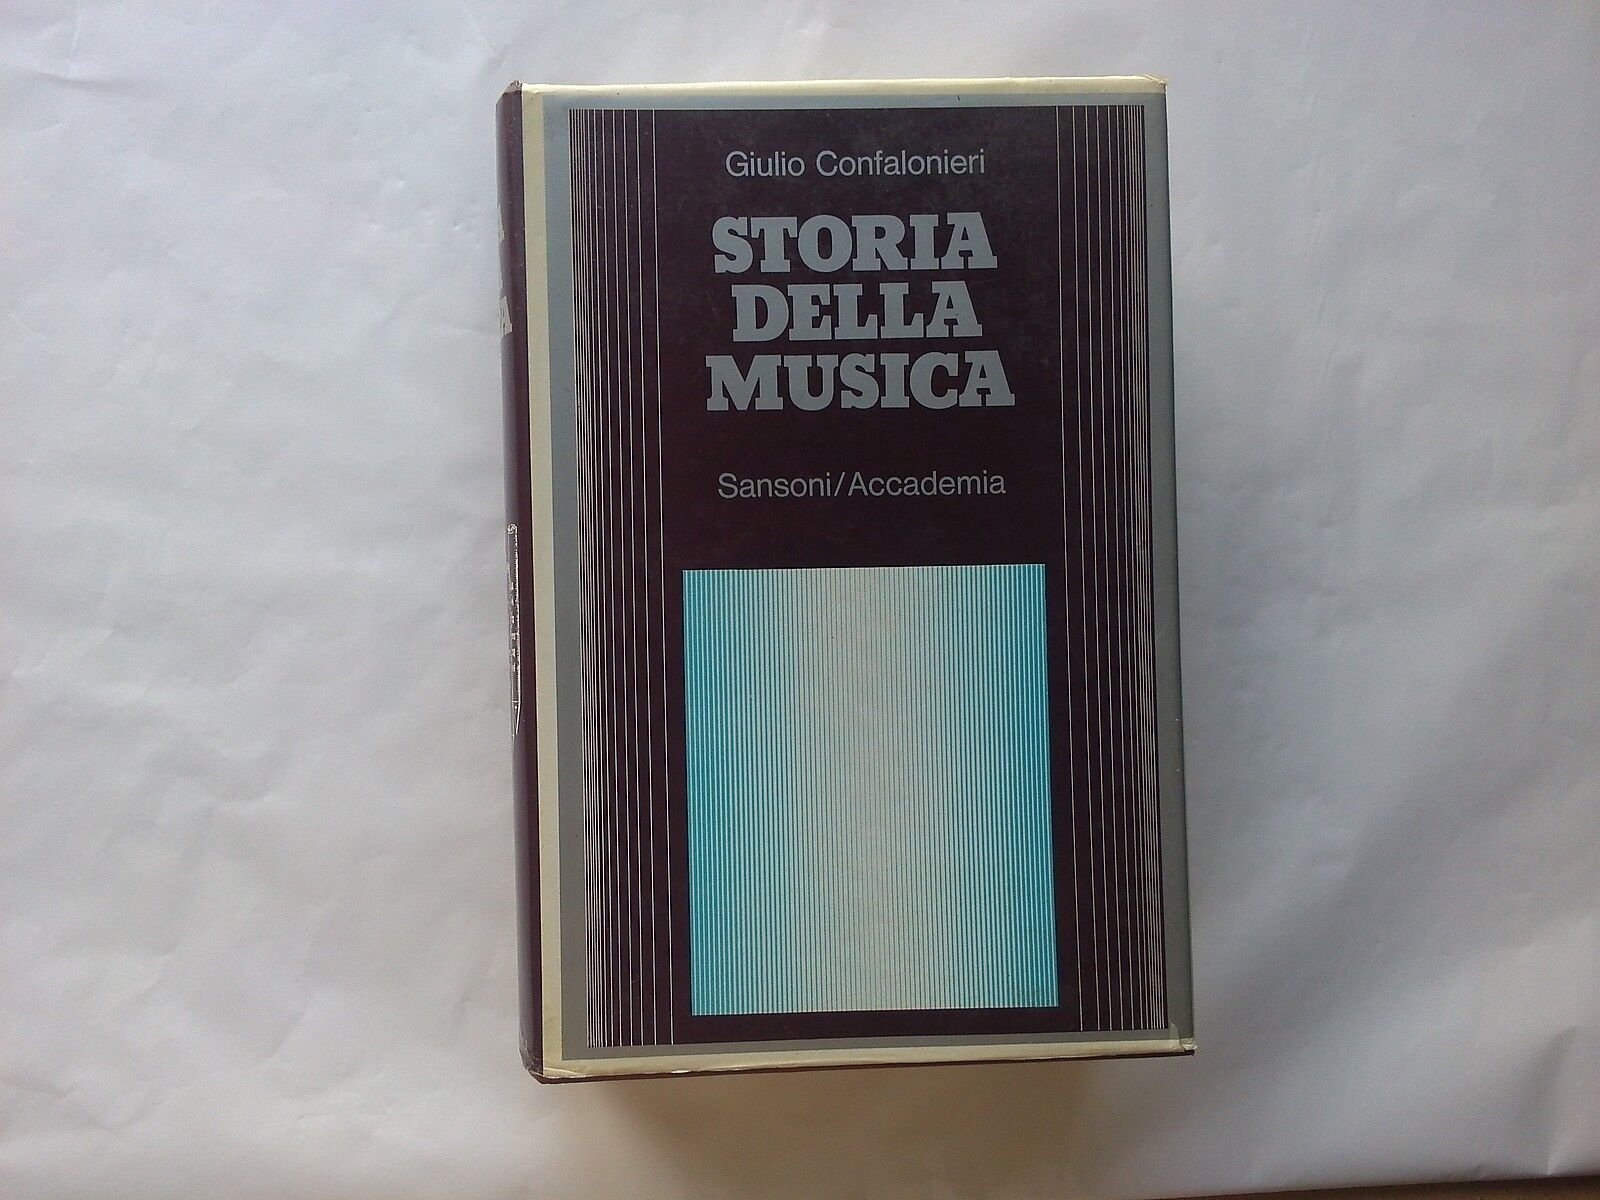 Giulio Confalonieri
STORIA
DELLA
MUSICA
Sansoni/Accademia